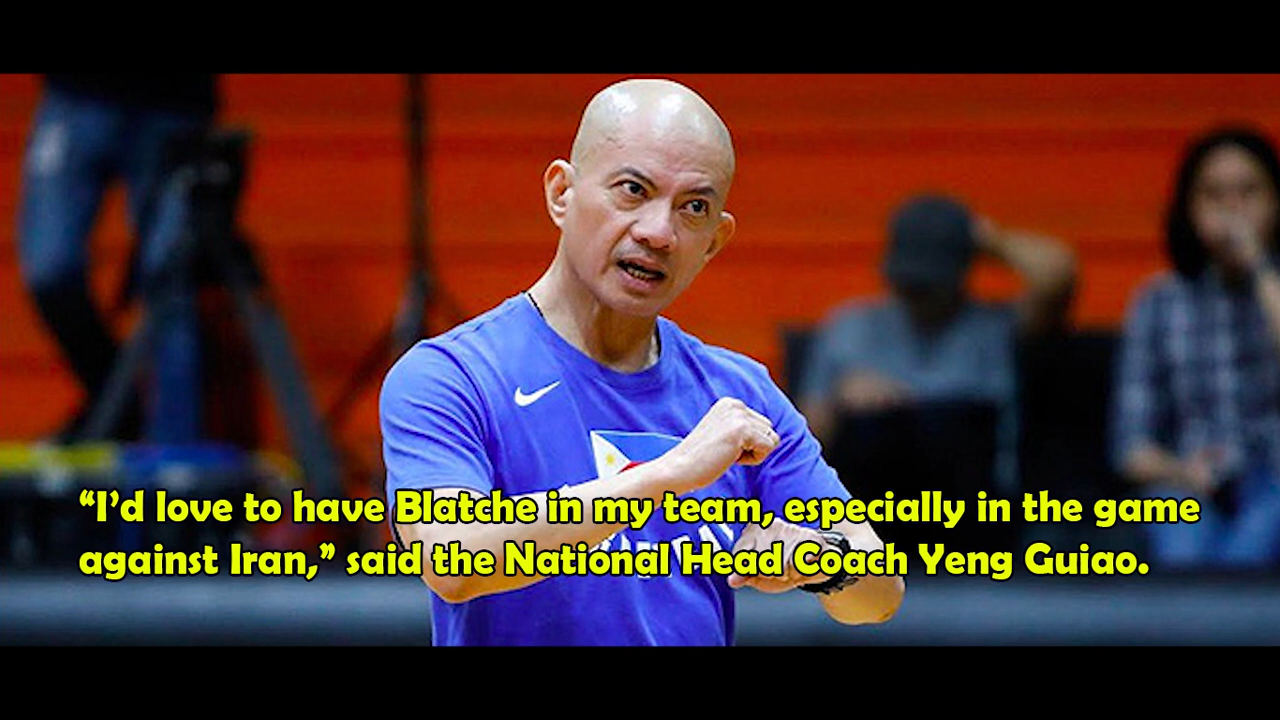 “I’d love to have Blatche in my team, especially in the game
against Iran,” said the National Head Coach Yeng Guiao.